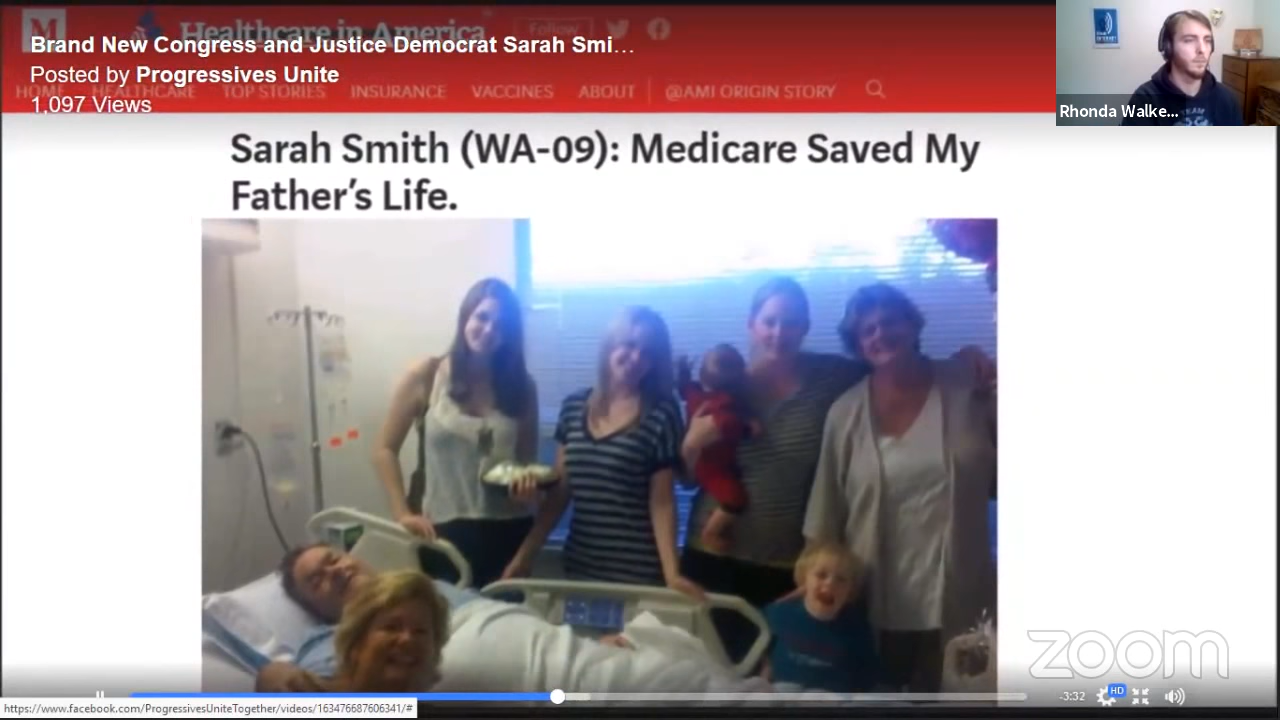 M
Healthcare in America
Follow
Brand New Congress and Justice Democrat Sarah Smi...
Posted by Progressives Unite
1,097 Views
HOME HEALTHCARE TOP STORIES INSURANCE VACCINES ABOUT @AMI ORIGIN STORY
Rhonda Walke...
Sarah Smith (WA-09): Medicare Saved My
Father's Life.
zoom
-3:32
HD
https://www.facebook.com/ProgressivesUniteTogether/videos/163476687606341/#